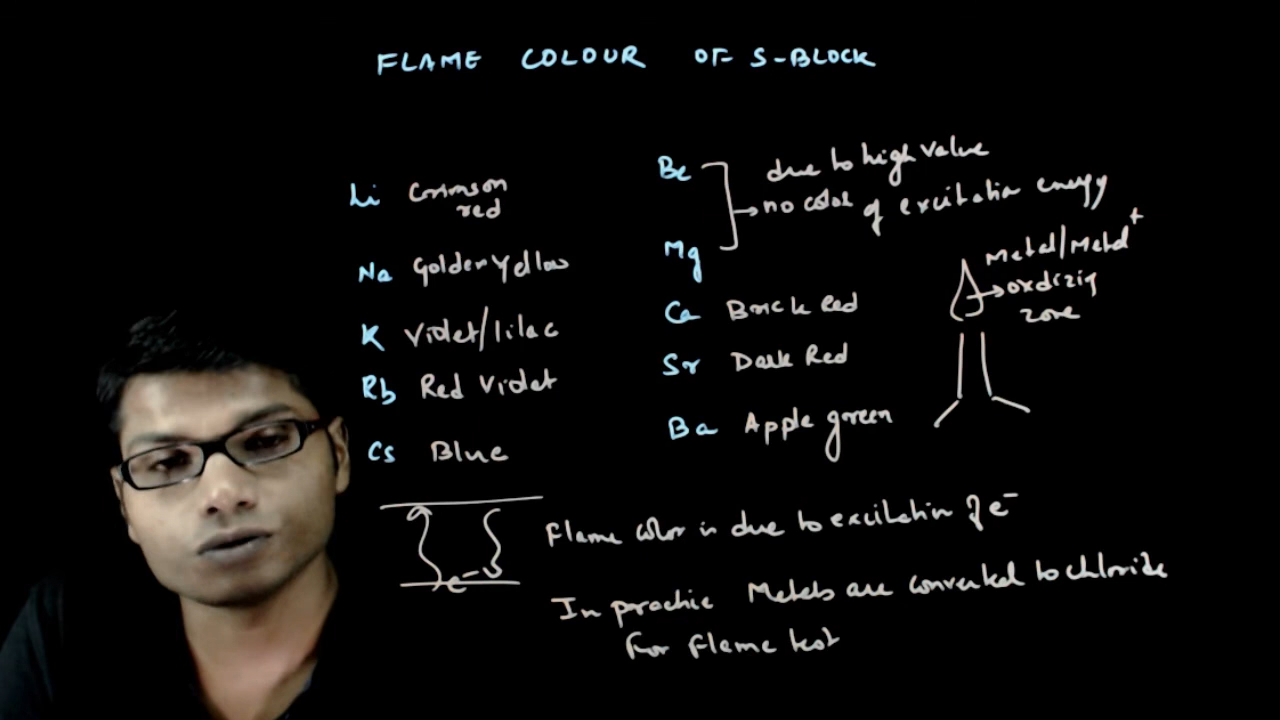 FLAME COLOUR OF S-BLOCK
Li Crimson
red
Na Golden Yellow
K Violet/lilac
Rb Red Violet
Cs Blue
Be
Mg
due to high value
no color of excitation energy
Ca Brick Red
Sr Dark Red
Ba Apple green
Metal/Metal+
oxdizig
zone
e-
Flame color is due to excitation of e-
In practic Metals are converted to chloride
For flame test